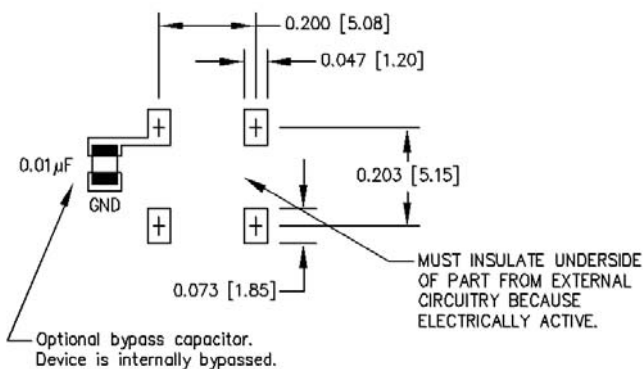 0.200 [5.08]
0.047 [1.20]
0.01µF
GND
0.203 [5.15]
0.073 [1.85]
MUST INSULATE UNDERSIDE
OF PART FROM EXTERNAL
CIRCUITRY BECAUSE
ELECTRICALLY ACTIVE.
Optional bypass capacitor.
Device is internally bypassed.